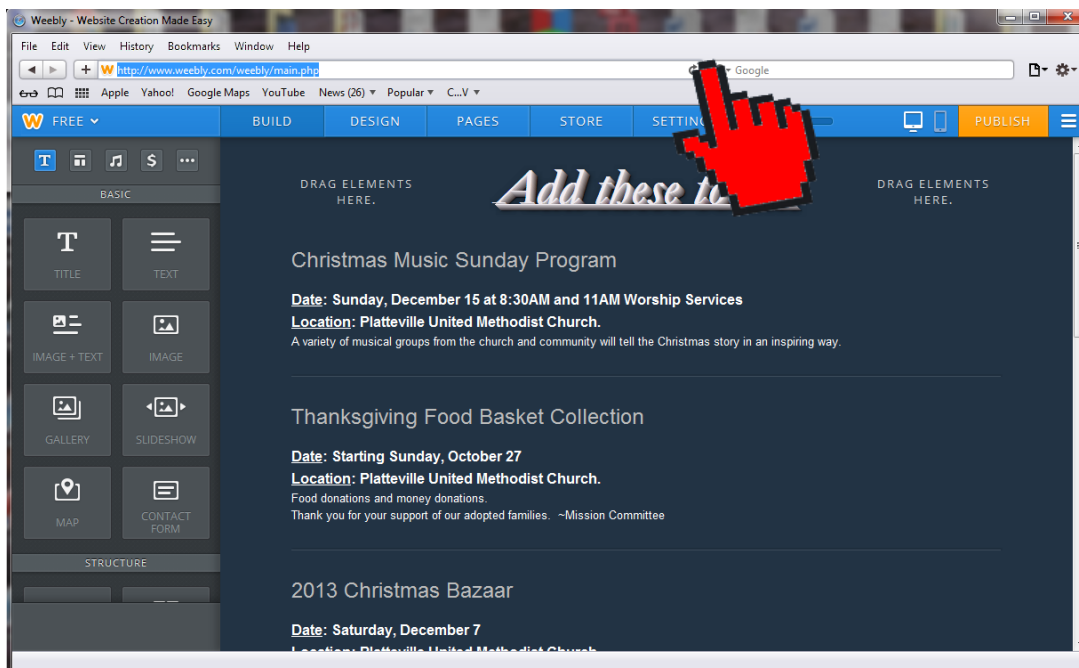 Weebly - Website Creation Made Easy
File Edit View History Bookmarks Window Help
http://www.weebly.com/weebly/main.php
Google
Apple Yahoo! Google Maps YouTube News (26) ▾ Popular ▾ C...V ▾
W FREE BUILD DESIGN PAGES STORE PUBLISH
T $ ...
BASIC
T
TITLE TEXT
IMAGE + TEXT IMAGE
GALLERY SLIDESHOW
MAP CONTACT FORM
STRUCTURE
DRAG ELEMENTS
HERE.
Add these
DRAG ELEMENTS
HERE.
Christmas Music Sunday Program
Date: Sunday, December 15 at 8:30AM and 11AM Worship Services
Location: Platteville United Methodist Church.
A variety of musical groups from the church and community will tell the Christmas story in an inspiring way.
Thanksgiving Food Basket Collection
Date: Starting Sunday, October 27
Location: Platteville United Methodist Church.
Food donations and money donations.
Thank you for your support of our adopted families. ~Mission Committee
2013 Christmas Bazaar
Date: Saturday, December 7
Location: Platteville United Methodist Church.